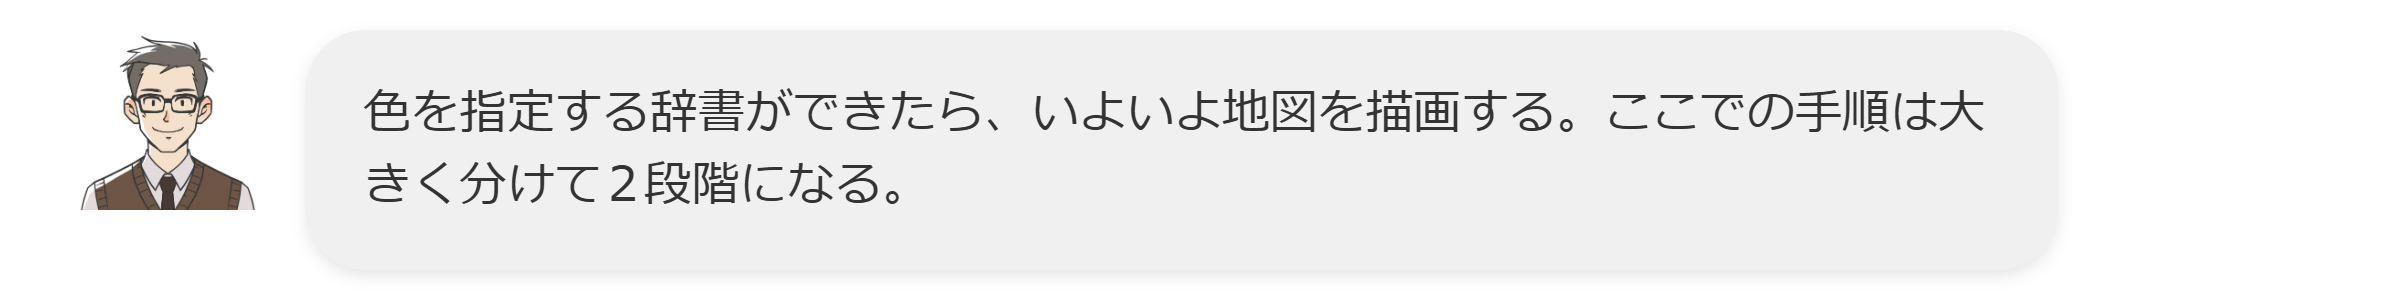 色を指定する辞書ができたら、いよいよ地図を描画する。ここでの手順は大
きく分けて２段階になる。